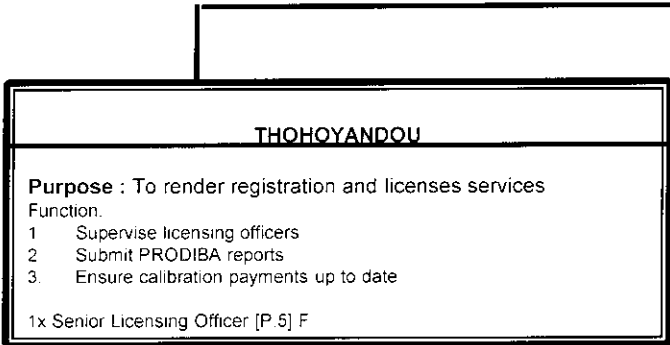 THOHOYANDOU
Purpose : To render registration and licenses services
Function.
1 Supervise licensing officers
2 Submit PRODIBA reports
3. Ensure calibration payments up to date
1x Senior Licensing Officer [P.5] F